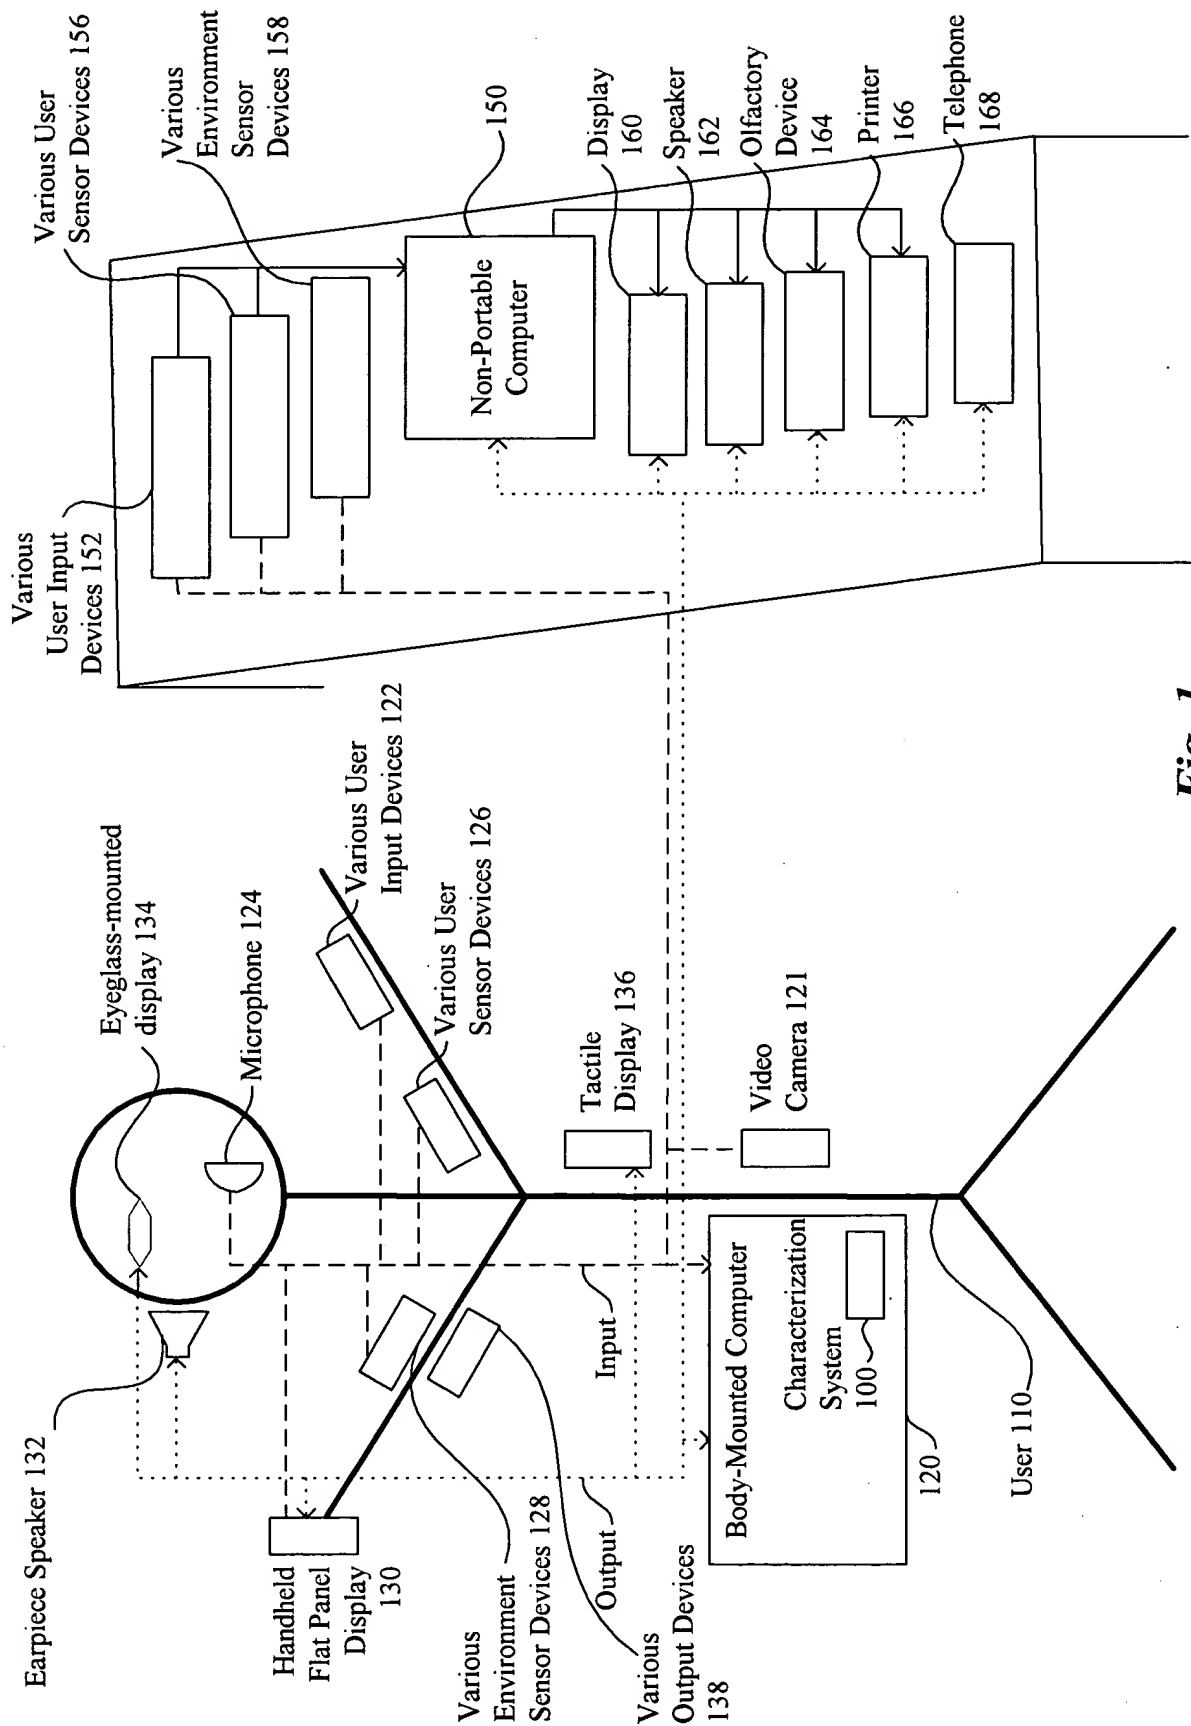 Earpiece Speaker 132
Eyeglass-mounted
display 134
Microphone 124
Handheld
Flat Panel
Display
130
Various User
Input Devices 122
Various User
Sensor Devices 126
Various
Environment
Sensor Devices 128
Various
Output Devices
138
Output
Input
Tactile
Display 136
Video
Camera 121
Body-Mounted Computer
Characterization
System
100
120
User 110
Various
User Input
Devices 152
Various User
Sensor Devices 156
Various
Environment
Sensor
Devices 158
Non-Portable
Computer
150
Display
160
Speaker
162
Olfactory
Device
164
Printer
166
Telephone
168
Fig. 1